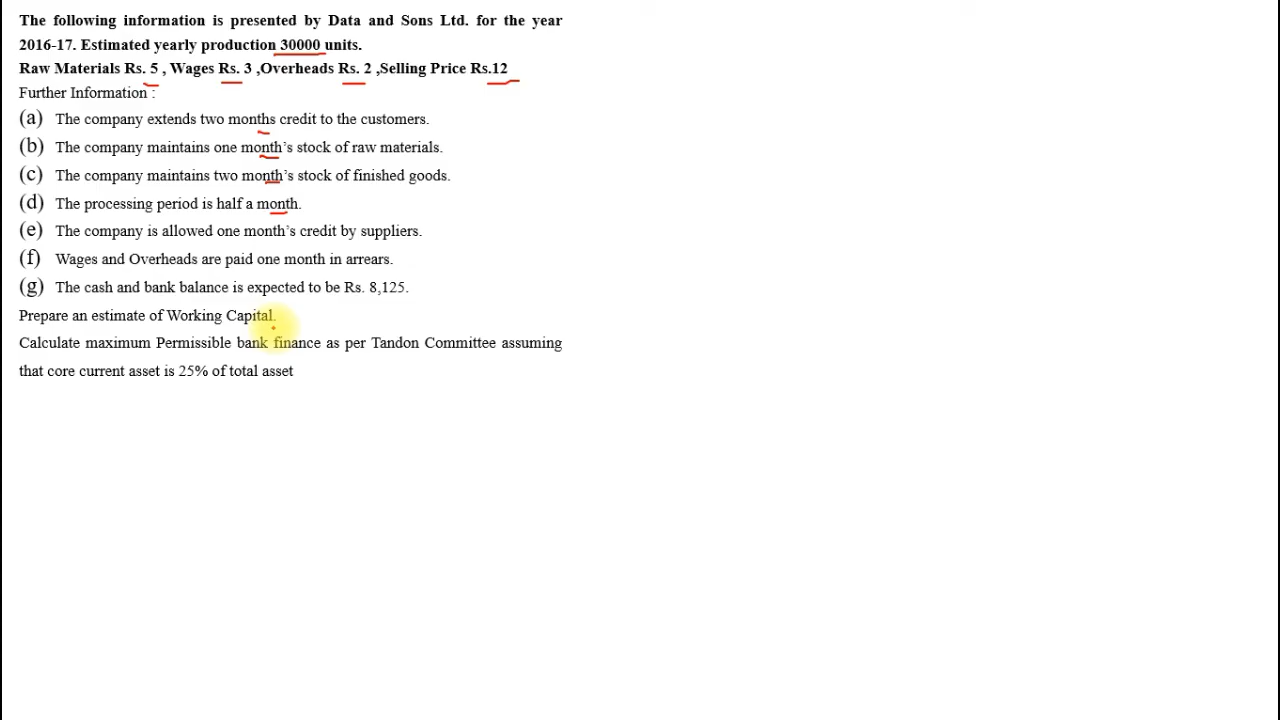 The following information is presented by Data and Sons Ltd. for the year
2016-17. Estimated yearly production 30000 units.
Raw Materials Rs. 5 , Wages Rs. 3 ,Overheads Rs. 2 ,Selling Price Rs.12
Further Information :
(a) The company extends two months credit to the customers.
(b) The company maintains one month’s stock of raw materials.
(c) The company maintains two month’s stock of finished goods.
(d) The processing period is half a month.
(e) The company is allowed one month’s credit by suppliers.
(f) Wages and Overheads are paid one month in arrears.
(g) The cash and bank balance is expected to be Rs. 8,125.
Prepare an estimate of Working Capital.
Calculate maximum Permissible bank finance as per Tandon Committee assuming
that core current asset is 25% of total asset